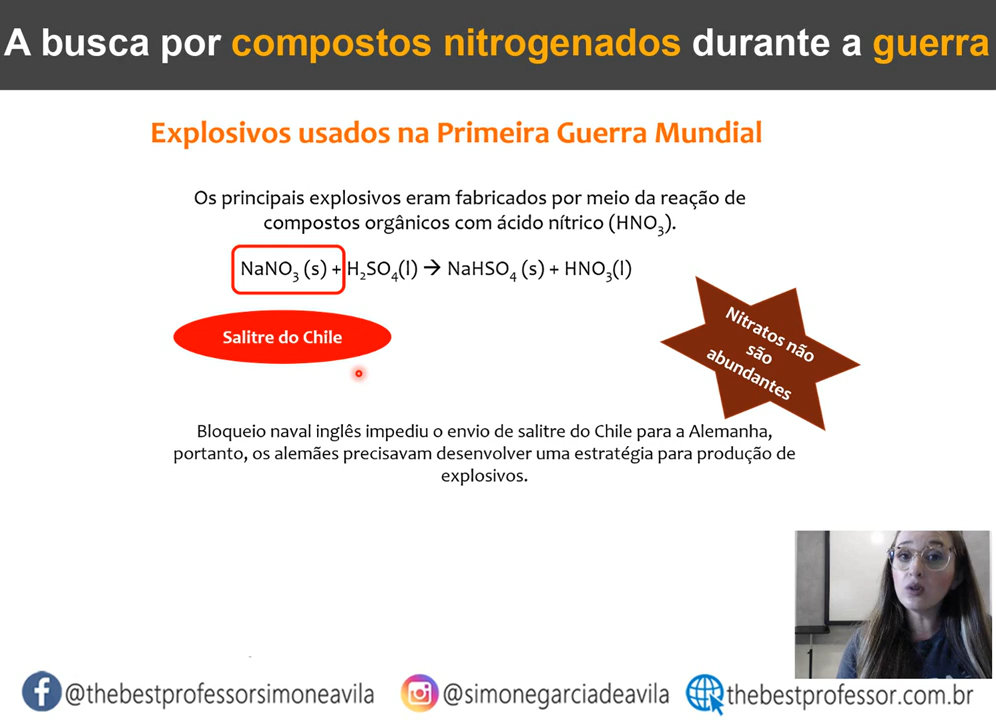 A busca por compostos nitrogenados durante a guerra
Explosivos usados na Primeira Guerra Mundial
Os principais explosivos eram fabricados por meio da reação de
compostos orgânicos com ácido nítrico (HNO₃).
NaNO₃ (s) + H₂SO₄(l) → NaHSO₄ (s) + HNO₃(l)
Salitre do Chile
Nitratos não
são
abundantes
Bloqueio naval inglês impediu o envio de salitre do Chile para a Alemanha,
portanto, os alemães precisavam desenvolver uma estratégia para produção de
explosivos.
@thebestprofessorsimoneavila @simonegarciadeavila thebestprofessor.com.br